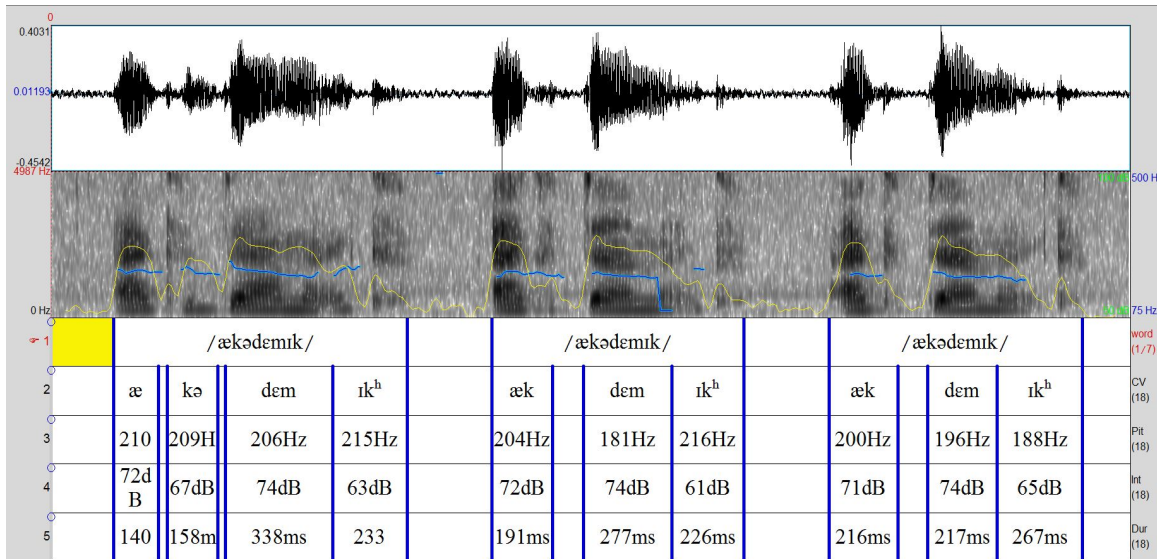 0
0.4031
0.01193
-0.4542
4987 Hz
500 H
0 Hz
75 Hz
1 /ækədɛmɪk/ /ækədɛmɪk/ /ækədɛmɪk/ word (1/7)
2 æ kə dɛm ɪkʰ æk dɛm ɪkʰ æk dɛm ɪkʰ CV (18)
3 210 209H 206Hz 215Hz 204Hz 181Hz 216Hz 200Hz 196Hz 188Hz Pit (18)
4 72dB 67dB 74dB 63dB 72dB 74dB 61dB 71dB 74dB 65dB Int (18)
5 140 158m 338ms 233 191ms 277ms 226ms 216ms 217ms 267ms Dur (18)